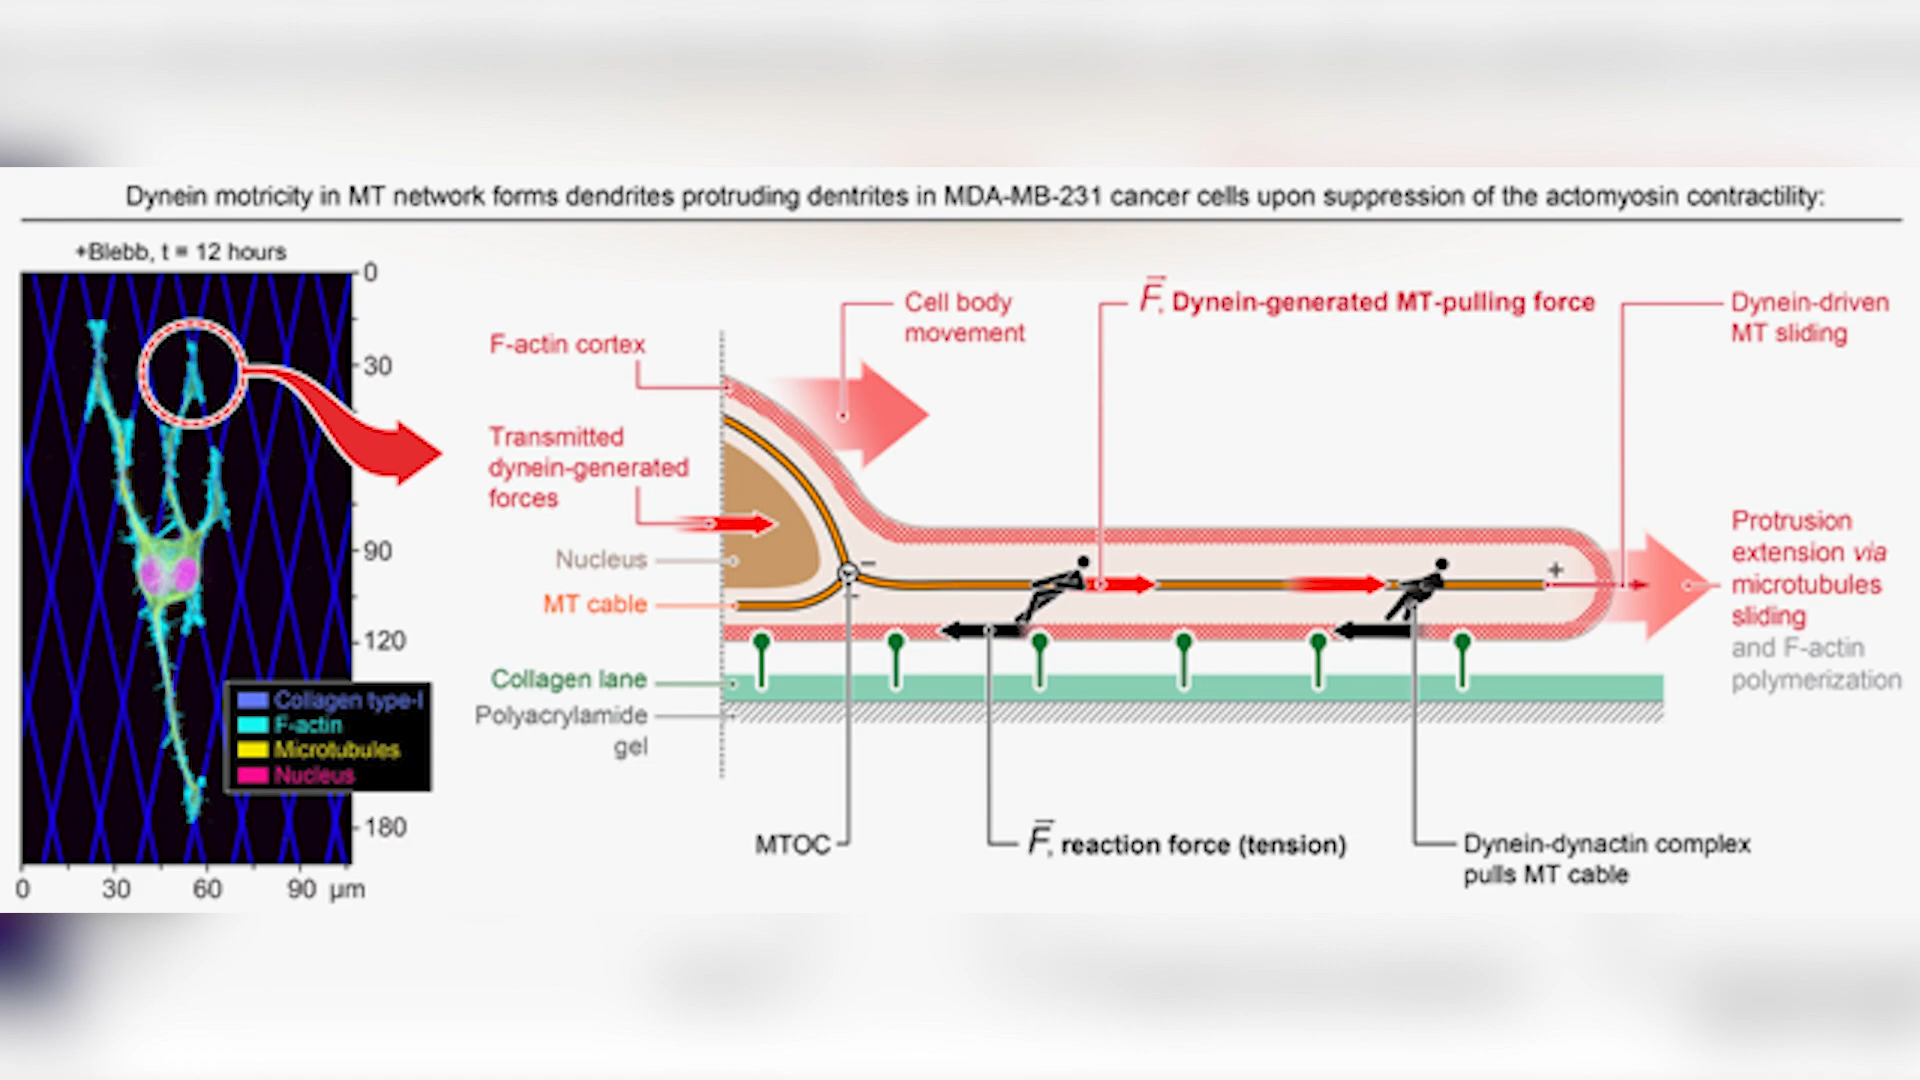 Dynein motricity in MT network forms dendrites protruding dentrites in MDA-MB-231 cancer cells upon suppression of the actomyosin contractility:
+Blebb, t = 12 hours
0
30
90
120
180
0 30 60 90 µm
Collagen type-I
F-actin
Microtubules
Nucleus
F-actin cortex
Transmitted
dynein-generated
forces
Nucleus
MT cable
Collagen lane
Polyacrylamide
gel
Cell body
movement
F, Dynein-generated MT-pulling force
Dynein-driven
MT sliding
−
−
+
Protrusion
extension via
microtubules
sliding
and F-actin
polymerization
MTOC
F, reaction force (tension)
Dynein-dynactin complex
pulls MT cable